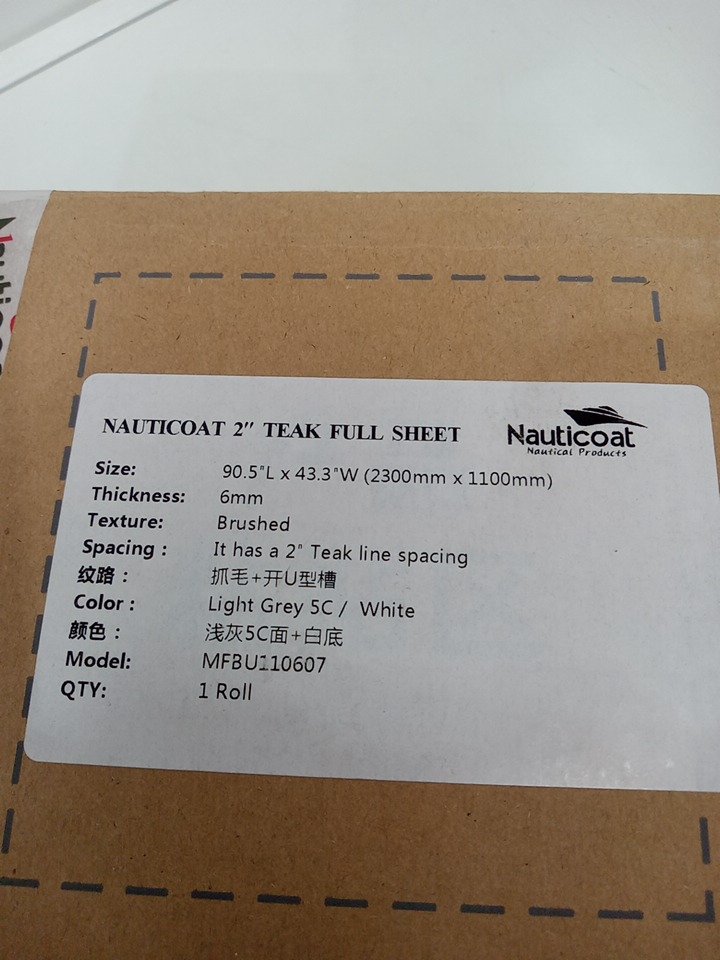 NAUTICOAT 2" TEAK FULL SHEET
Nauticoat
Nautical Products
Size: 90.5"L x 43.3"W (2300mm x 1100mm)
Thickness: 6mm
Texture: Brushed
Spacing : It has a 2" Teak line spacing
纹路 : 抓毛+开U型槽
Color : Light Grey 5C / White
颜色 : 浅灰5C面+白底
Model: MFBU110607
QTY: 1 Roll